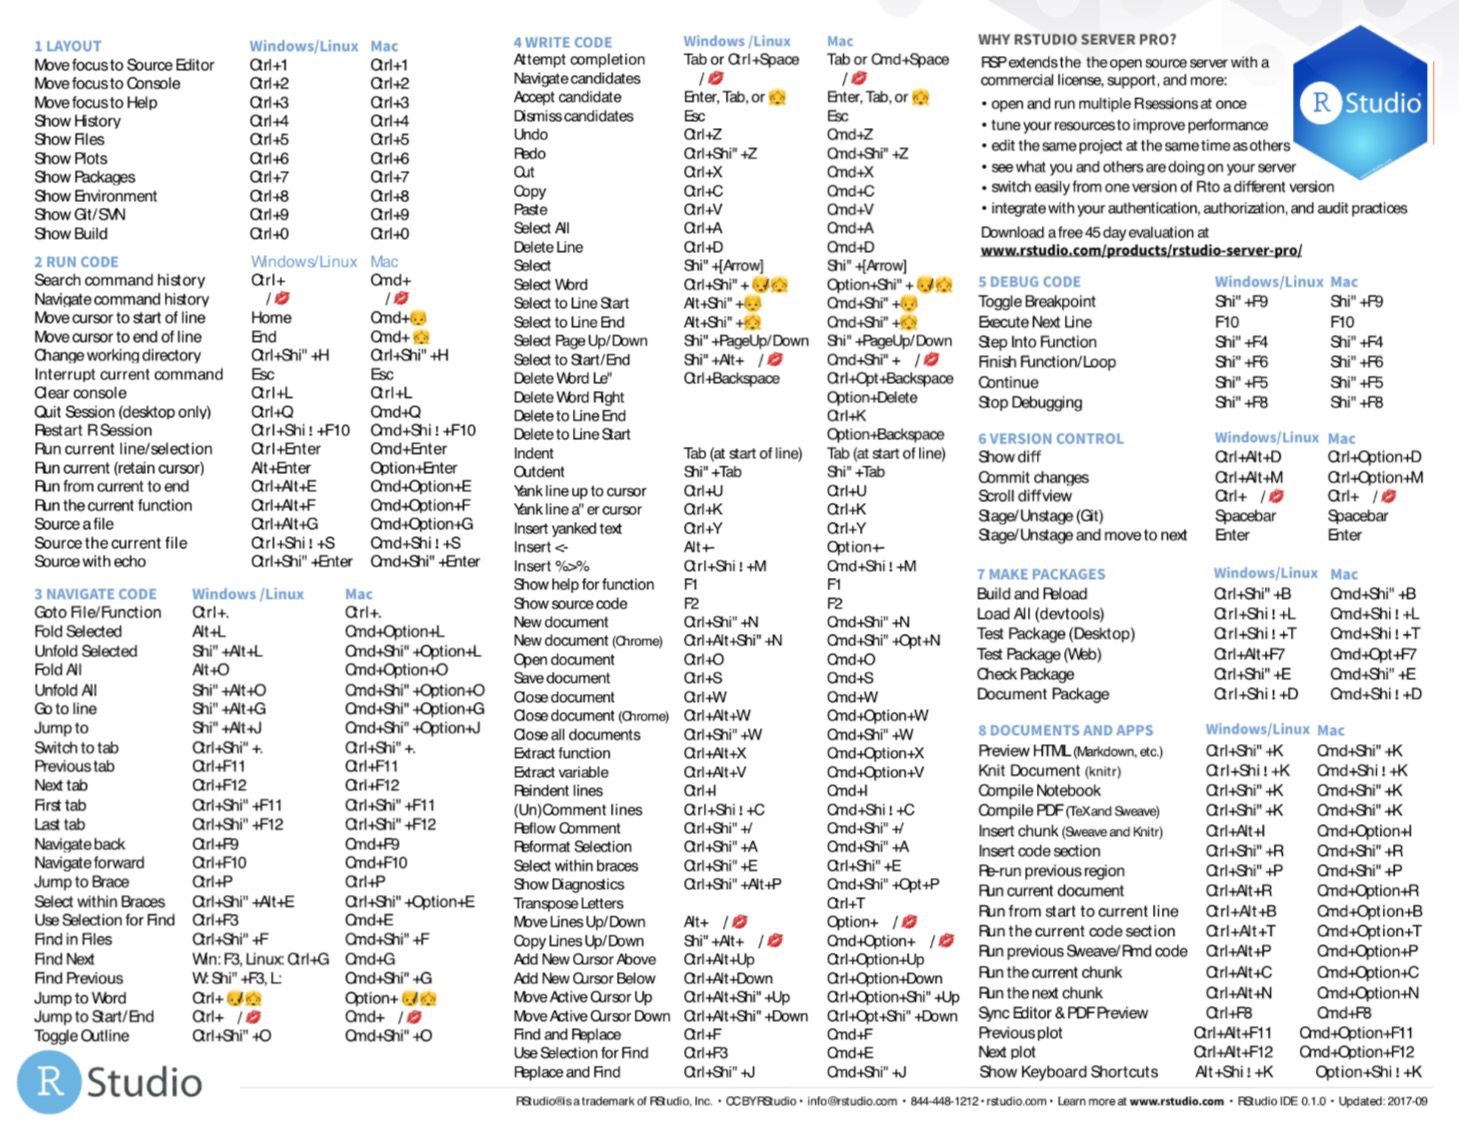 1 LAYOUT Windows/Linux Mac
Move focus to Source Editor Ctrl+1 Ctrl+1
Move focus to Console Ctrl+2 Ctrl+2
Move focus to Help Ctrl+3 Ctrl+3
Show History Ctrl+4 Ctrl+4
Show Files Ctrl+5 Ctrl+5
Show Plots Ctrl+6 Ctrl+6
Show Packages Ctrl+7 Ctrl+7
Show Environment Ctrl+8 Ctrl+8
Show Git/SVN Ctrl+9 Ctrl+9
Show Build Ctrl+0 Ctrl+0
2 RUN CODE Windows/Linux Mac
Search command history Ctrl+ Cmd+
Navigate command history /💋 /💋
Move cursor to start of line Home Cmd+👴
Move cursor to end of line End Cmd+ 👧
Change working directory Ctrl+Shi" +H Ctrl+Shi" +H
Interrupt current command Esc Esc
Clear console Ctrl+L Ctrl+L
Quit Session (desktop only) Ctrl+Q Cmd+Q
Restart R Session Ctrl+Shi ! +F10 Cmd+Shi ! +F10
Run current line/selection Ctrl+Enter Cmd+Enter
Run current (retain cursor) Alt+Enter Option+Enter
Run from current to end Ctrl+Alt+E Cmd+Option+E
Run the current function Ctrl+Alt+F Cmd+Option+F
Source a file Ctrl+Alt+G Cmd+Option+G
Source the current file Ctrl+Shi ! +S Cmd+Shi ! +S
Source with echo Ctrl+Shi" +Enter Cmd+Shi" +Enter
3 NAVIGATE CODE Windows /Linux Mac
Goto File/Function Ctrl+. Ctrl+.
Fold Selected Alt+L Cmd+Option+L
Unfold Selected Shi" +Alt+L Cmd+Shi" +Option+L
Fold All Alt+O Cmd+Option+O
Unfold All Shi" +Alt+O Cmd+Shi" +Option+O
Go to line Shi" +Alt+G Cmd+Shi" +Option+G
Jump to Shi" +Alt+J Cmd+Shi" +Option+J
Switch to tab Ctrl+Shi" +. Ctrl+Shi" +.
Previous tab Ctrl+F11 Ctrl+F11
Next tab Ctrl+F12 Ctrl+F12
First tab Ctrl+Shi" +F11 Ctrl+Shi" +F11
Last tab Ctrl+Shi" +F12 Ctrl+Shi" +F12
Navigate back Ctrl+F9 Cmd+F9
Navigate forward Ctrl+F10 Cmd+F10
Jump to Brace Ctrl+P Ctrl+P
Select within Braces Ctrl+Shi" +Alt+E Ctrl+Shi" +Option+E
Use Selection for Find Ctrl+F3 Cmd+E
Find in Files Ctrl+Shi" +F Cmd+Shi" +F
Find Next Win: F3, Linux: Ctrl+G Cmd+G
Find Previous W: Shi" +F3, L: Cmd+Shi" +G
Jump to Word Ctrl+ 👴👧 Option+ 👴👧
Jump to Start/End Ctrl+ /💋 Cmd+ /💋
Toggle Outline Ctrl+Shi" +O Cmd+Shi" +O
R Studio
4 WRITE CODE Windows /Linux Mac
Attempt completion Tab or Ctrl+Space Tab or Cmd+Space
Navigate candidates /💋 /💋
Accept candidate Enter, Tab, or 👧 Enter, Tab, or 👧
Dismiss candidates Esc Esc
Undo Ctrl+Z Cmd+Z
Redo Ctrl+Shi" +Z Cmd+Shi" +Z
Cut Ctrl+X Cmd+X
Copy Ctrl+C Cmd+C
Paste Ctrl+V Cmd+V
Select All Ctrl+A Cmd+A
Delete Line Ctrl+D Cmd+D
Select Shi" +[Arrow] Shi" +[Arrow]
Select Word Ctrl+Shi" + 👴👧 Option+Shi" + 👴👧
Select to Line Start Alt+Shi" +👴 Cmd+Shi" +👴
Select to Line End Alt+Shi" +👧 Cmd+Shi" +👧
Select Page Up/Down Shi" +PageUp/Down Shi" +PageUp/Down
Select to Start/End Shi" +Alt+ /💋 Cmd+Shi" + /💋
Delete Word Le" Ctrl+Backspace Ctrl+Opt+Backspace
Delete Word Right Option+Delete
Delete to Line End Ctrl+K
Delete to Line Start Option+Backspace
Indent Tab (at start of line) Tab (at start of line)
Outdent Shi" +Tab Shi" +Tab
Yank line up to cursor Ctrl+U Ctrl+U
Yank line a" er cursor Ctrl+K Ctrl+K
Insert yanked text Ctrl+Y Ctrl+Y
Insert <- Alt+- Option+-
Insert %>% Ctrl+Shi ! +M Cmd+Shi ! +M
Show help for function F1 F1
Show source code F2 F2
New document Ctrl+Shi" +N Cmd+Shi" +N
New document (Chrome) Ctrl+Alt+Shi" +N Cmd+Shi" +Opt+N
Open document Ctrl+O Cmd+O
Save document Ctrl+S Cmd+S
Close document Ctrl+W Cmd+W
Close document (Chrome) Ctrl+Alt+W Cmd+Option+W
Close all documents Ctrl+Shi" +W Cmd+Shi" +W
Extract function Ctrl+Alt+X Cmd+Option+X
Extract variable Ctrl+Alt+V Cmd+Option+V
Reindent lines Ctrl+I Cmd+I
(Un)Comment lines Ctrl+Shi ! +C Cmd+Shi ! +C
Reflow Comment Ctrl+Shi" +/ Cmd+Shi" +/
Reformat Selection Ctrl+Shi" +A Cmd+Shi" +A
Select within braces Ctrl+Shi" +E Ctrl+Shi" +E
Show Diagnostics Ctrl+Shi" +Alt+P Cmd+Shi" +Opt+P
Transpose Letters Ctrl+T
Move Lines Up/Down Alt+ /💋 Option+ /💋
Copy Lines Up/Down Shi" +Alt+ /💋 Cmd+Option+ /💋
Add New Cursor Above Ctrl+Alt+Up Ctrl+Option+Up
Add New Cursor Below Ctrl+Alt+Down Ctrl+Option+Down
Move Active Cursor Up Ctrl+Alt+Shi" +Up Ctrl+Option+Shi" +Up
Move Active Cursor Down Ctrl+Alt+Shi" +Down Ctrl+Opt+Shi" +Down
Find and Replace Ctrl+F Cmd+F
Use Selection for Find Ctrl+F3 Cmd+E
Replace and Find Ctrl+Shi" +J Cmd+Shi" +J
WHY RSTUDIO SERVER PRO?
RSP extends the the open source server with a
commercial license, support, and more:
• open and run multiple R sessions at once
• tune your resources to improve performance
• edit the same project at the same time as others
• see what you and others are doing on your server
• switch easily from one version of R to a different version
• integrate with your authentication, authorization, and audit practices
Download a free 45 day evaluation at
www.rstudio.com/products/rstudio-server-pro/
R Studio
5 DEBUG CODE Windows/Linux Mac
Toggle Breakpoint Shi" +F9 Shi" +F9
Execute Next Line F10 F10
Step Into Function Shi" +F4 Shi" +F4
Finish Function/Loop Shi" +F6 Shi" +F6
Continue Shi" +F5 Shi" +F5
Stop Debugging Shi" +F8 Shi" +F8
6 VERSION CONTROL Windows/Linux Mac
Show diff Ctrl+Alt+D Ctrl+Option+D
Commit changes Ctrl+Alt+M Ctrl+Option+M
Scroll diff view Ctrl+ /💋 Ctrl+ /💋
Stage/Unstage (Git) Spacebar Spacebar
Stage/Unstage and move to next Enter Enter
7 MAKE PACKAGES Windows/Linux Mac
Build and Reload Ctrl+Shi" +B Cmd+Shi" +B
Load All (devtools) Ctrl+Shi ! +L Cmd+Shi ! +L
Test Package (Desktop) Ctrl+Shi ! +T Cmd+Shi ! +T
Test Package (Web) Ctrl+Alt+F7 Cmd+Opt+F7
Check Package Ctrl+Shi" +E Cmd+Shi" +E
Document Package Ctrl+Shi ! +D Cmd+Shi ! +D
8 DOCUMENTS AND APPS Windows/Linux Mac
Preview HTML (Markdown, etc.) Ctrl+Shi" +K Cmd+Shi" +K
Knit Document (knitr) Ctrl+Shi ! +K Cmd+Shi ! +K
Compile Notebook Ctrl+Shi" +K Cmd+Shi" +K
Compile PDF (TeX and Sweave) Ctrl+Shi" +K Cmd+Shi" +K
Insert chunk (Sweave and Knitr) Ctrl+Alt+I Cmd+Option+I
Insert code section Ctrl+Shi" +R Cmd+Shi" +R
Re-run previous region Ctrl+Shi" +P Cmd+Shi" +P
Run current document Ctrl+Alt+R Cmd+Option+R
Run from start to current line Ctrl+Alt+B Cmd+Option+B
Run the current code section Ctrl+Alt+T Cmd+Option+T
Run previous Sweave/Rmd code Ctrl+Alt+P Cmd+Option+P
Run the current chunk Ctrl+Alt+C Cmd+Option+C
Run the next chunk Ctrl+Alt+N Cmd+Option+N
Sync Editor & PDF Preview Ctrl+F8 Cmd+F8
Previous plot Ctrl+Alt+F11 Cmd+Option+F11
Next plot Ctrl+Alt+F12 Cmd+Option+F12
Show Keyboard Shortcuts Alt+Shi ! +K Option+Shi ! +K
RStudio® is a trademark of RStudio, Inc. • CC BY RStudio • info@rstudio.com • 844-448-1212 • rstudio.com • Learn more at www.rstudio.com • RStudio IDE 0.1.0 • Updated: 2017-09